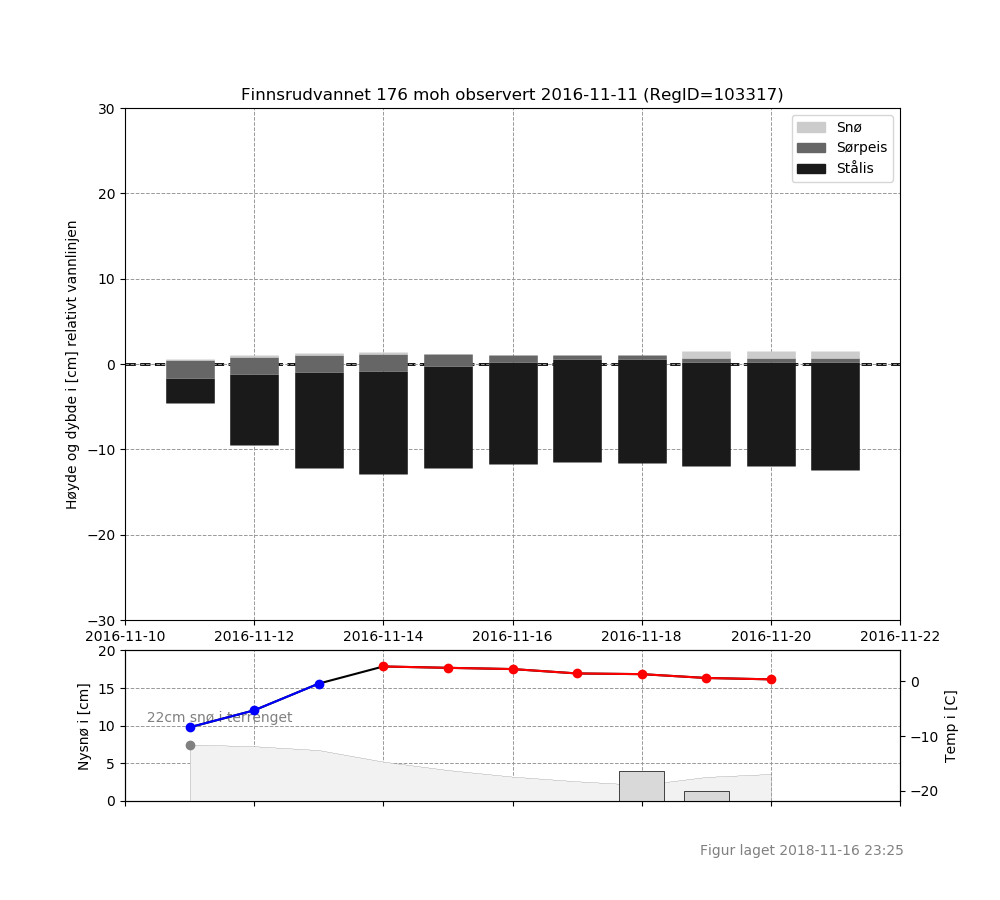 Finnsrudvannet 176 moh observert 2016-11-11 (RegID=103317)
Høyde og dybde i [cm] relativt vannlinjen
30
20
10
0
−10
−20
−30
Snø
Sørpeis
Stålis
2016-11-10 2016-11-12 2016-11-14 2016-11-16 2016-11-18 2016-11-20 2016-11-22
Nysnø i [cm]
20
15
10
5
0
22cm snø i terrenget
0
−10
−20
Temp i [C]
Figur laget 2018-11-16 23:25